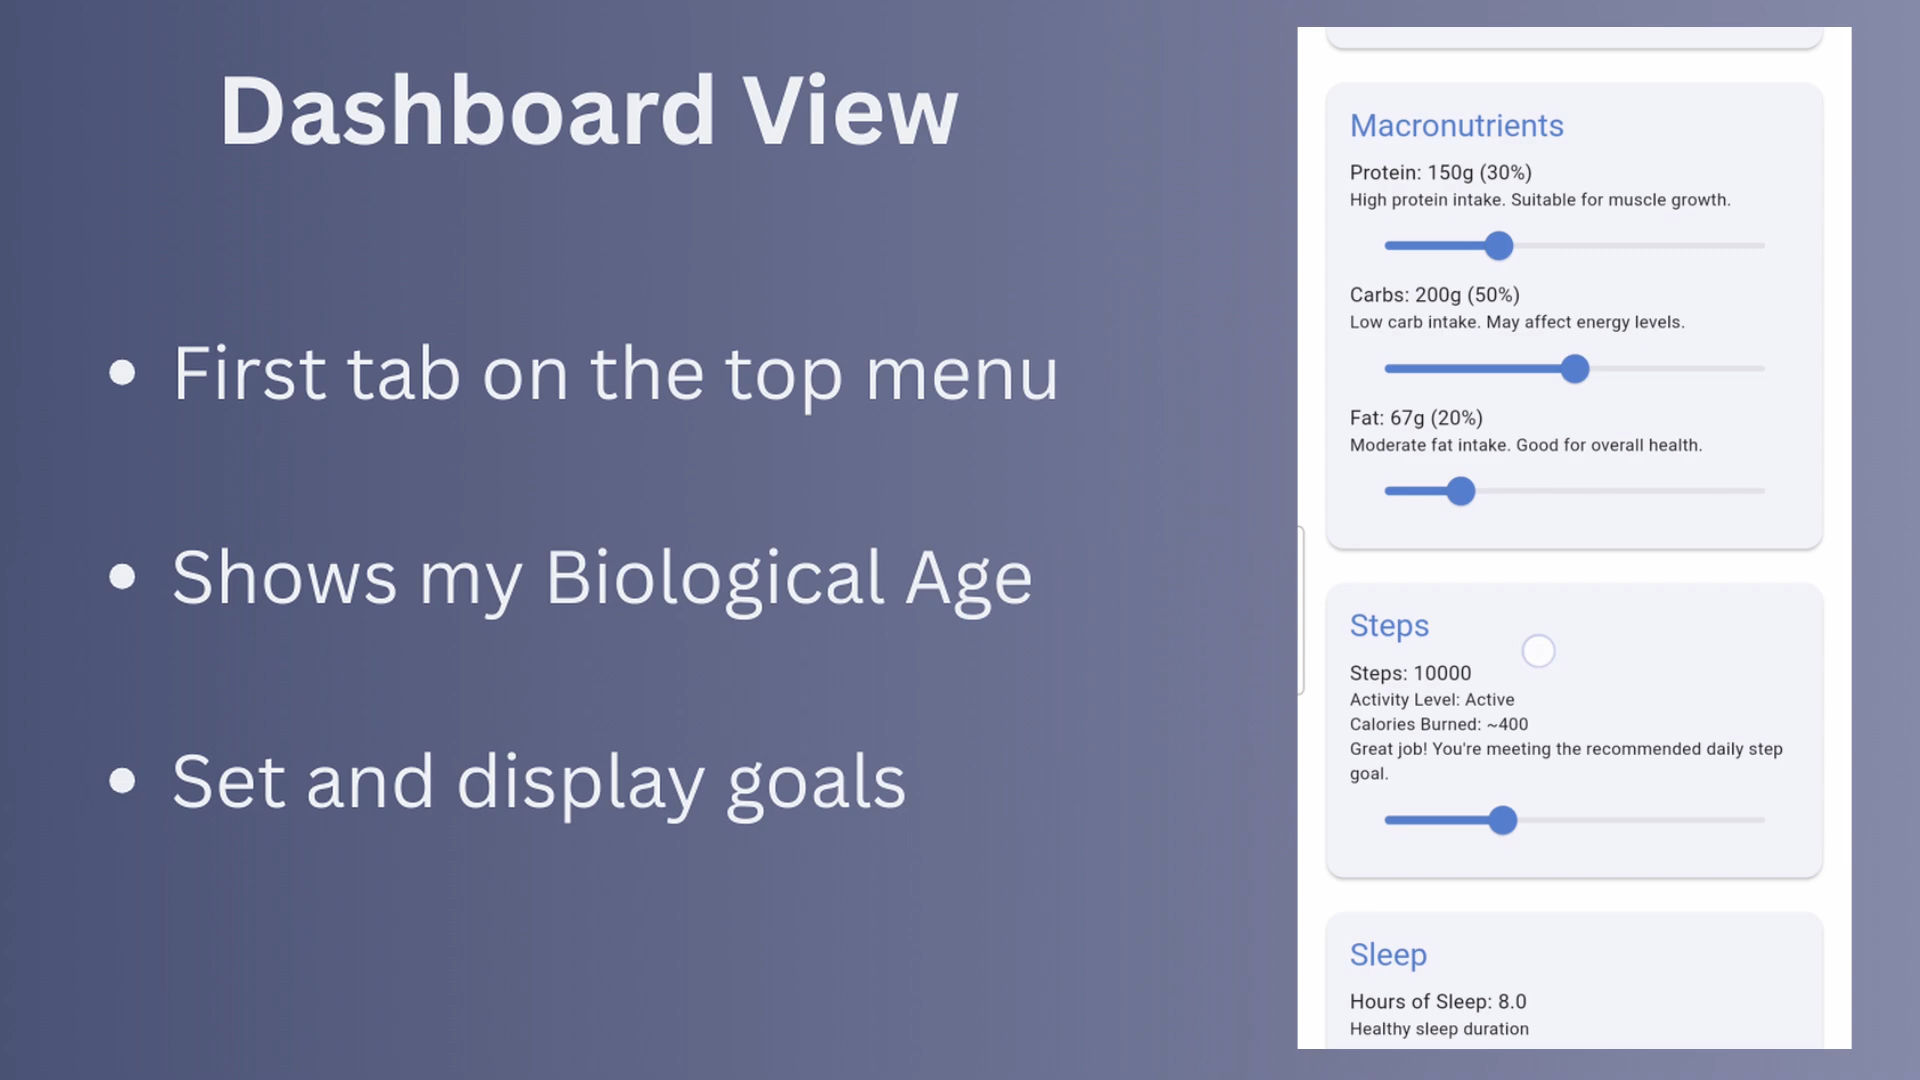 Dashboard View
• First tab on the top menu
• Shows my Biological Age
• Set and display goals
Macronutrients
Protein: 150g (30%)
High protein intake. Suitable for muscle growth.
Carbs: 200g (50%)
Low carb intake. May affect energy levels.
Fat: 67g (20%)
Moderate fat intake. Good for overall health.
Steps
Steps: 10000
Activity Level: Active
Calories Burned: ~400
Great job! You're meeting the recommended daily step
goal.
Sleep
Hours of Sleep: 8.0
Healthy sleep duration